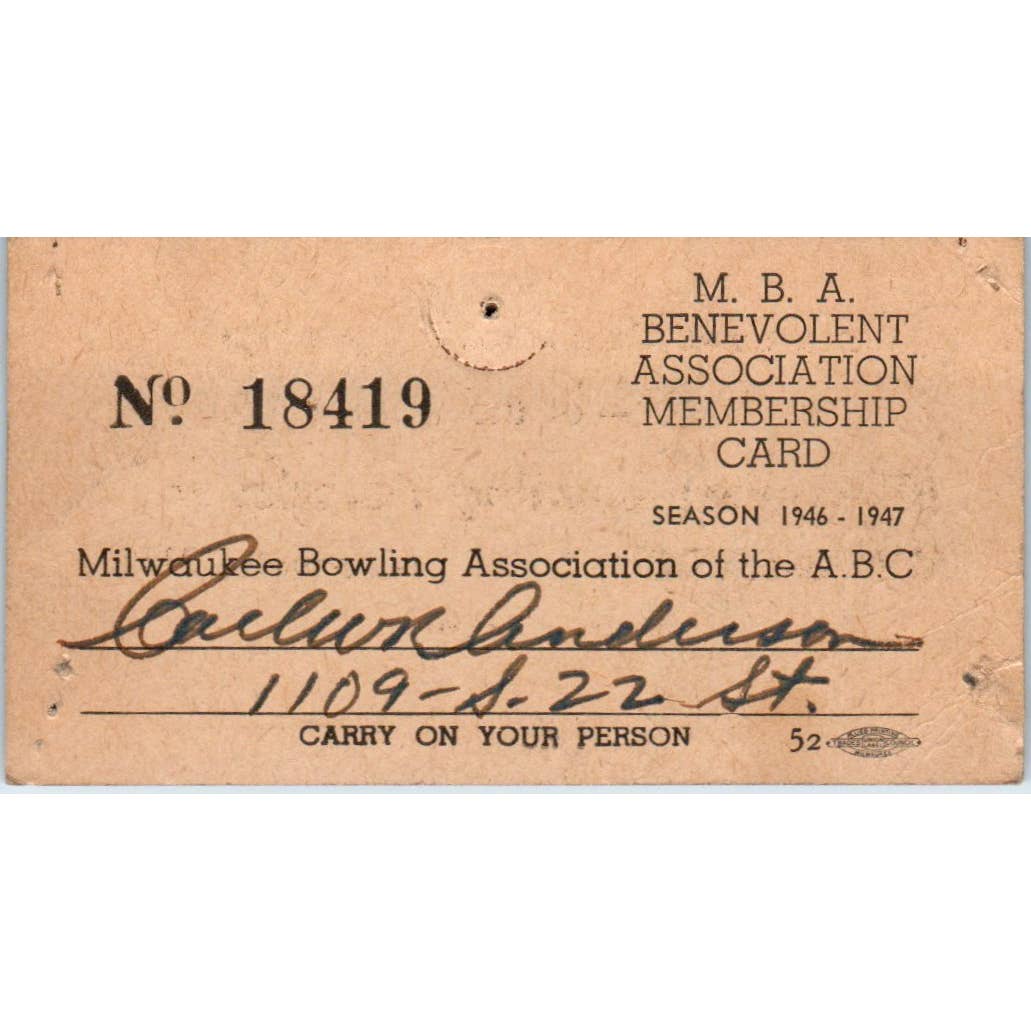 M. B. A.
BENEVOLENT
ASSOCIATION
MEMBERSHIP
CARD
No. 18419
SEASON 1946 - 1947
Milwaukee Bowling Association of the A.B.C
Anderson
1109 - S. 22 St.
CARRY ON YOUR PERSON
52